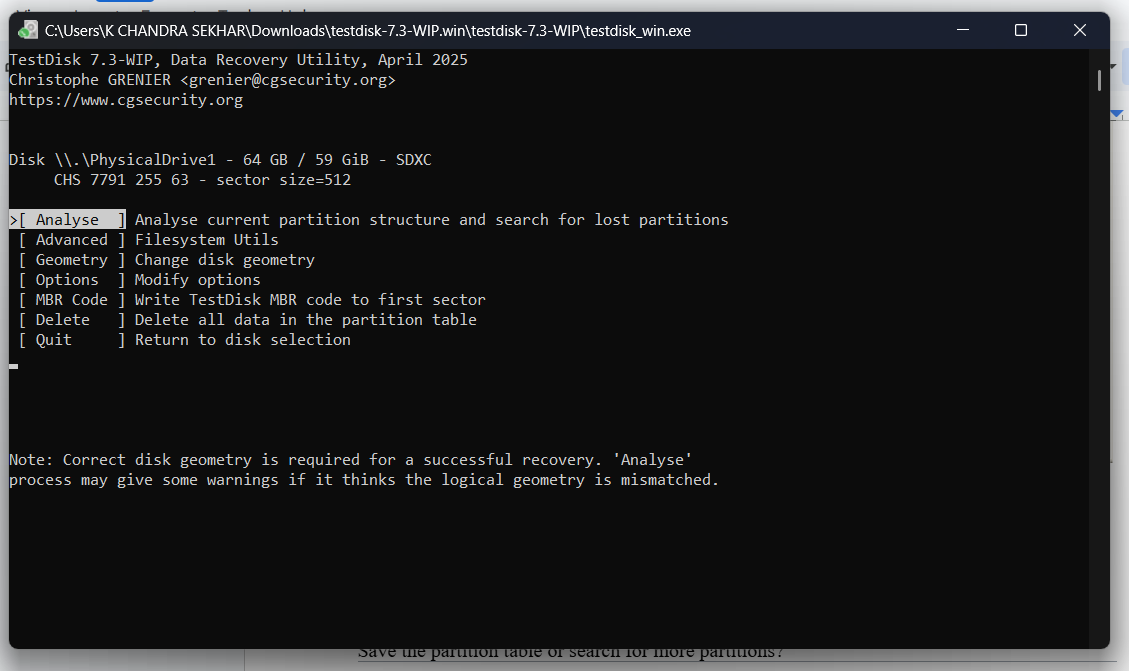 C:\Users\K CHANDRA SEKHAR\Downloads\testdisk-7.3-WIP.win\testdisk-7.3-WIP\testdisk_win.exe
TestDisk 7.3-WIP, Data Recovery Utility, April 2025
Christophe GRENIER <grenier@cgsecurity.org>
https://www.cgsecurity.org
Disk \\.\PhysicalDrive1 - 64 GB / 59 GiB - SDXC
     CHS 7791 255 63 - sector size=512
>[ Analyse  ] Analyse current partition structure and search for lost partitions
 [ Advanced ] Filesystem Utils
 [ Geometry ] Change disk geometry
 [ Options  ] Modify options
 [ MBR Code ] Write TestDisk MBR code to first sector
 [ Delete   ] Delete all data in the partition table
 [ Quit     ] Return to disk selection
Note: Correct disk geometry is required for a successful recovery. 'Analyse'
process may give some warnings if it thinks the logical geometry is mismatched.
Save the partition table or search for more partitions?